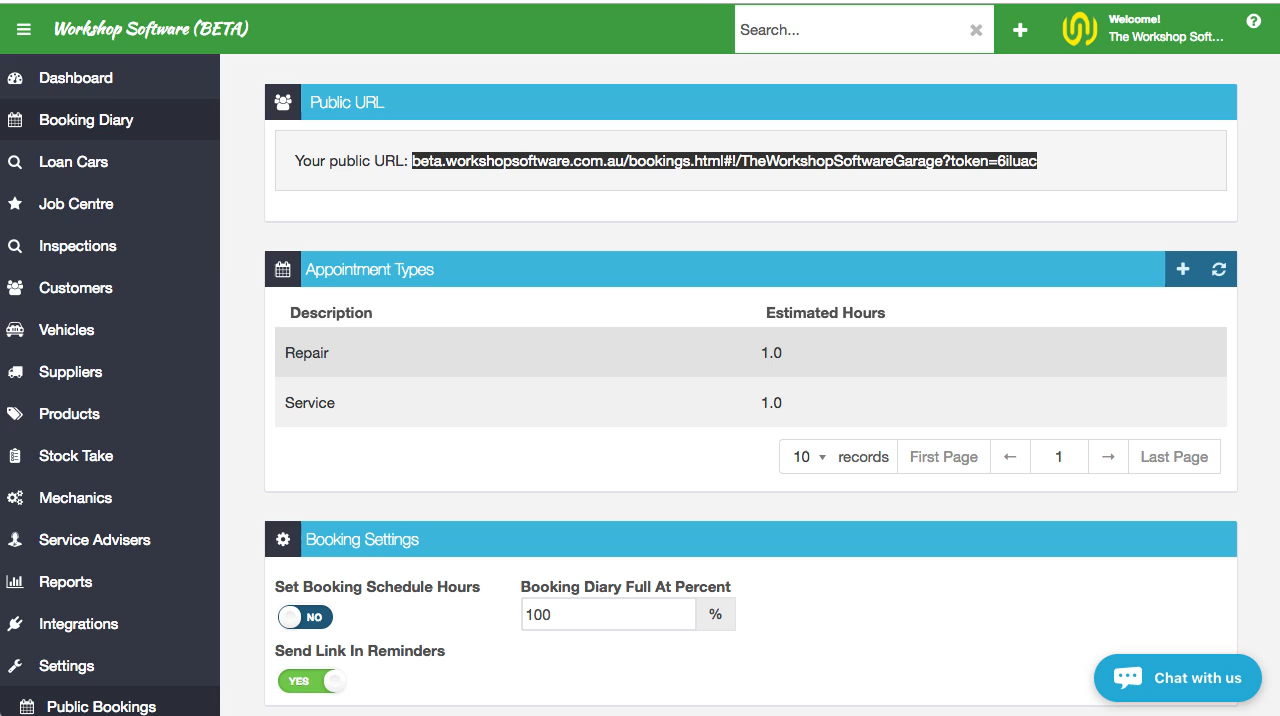 Workshop Software (BETA)
Search...
Welcome!
The Workshop Soft...
Dashboard
Booking Diary
Loan Cars
Job Centre
Inspections
Customers
Vehicles
Suppliers
Products
Stock Take
Mechanics
Service Advisers
Reports
Integrations
Settings
Public Bookings
Public URL
Your public URL: beta.workshopsoftware.com.au/bookings.html#!/TheWorkshopSoftwareGarage?token=6iluac
Appointment Types
Description Estimated Hours
Repair 1.0
Service 1.0
10 records First Page ← 1 → Last Page
Booking Settings
Set Booking Schedule Hours Booking Diary Full At Percent
NO 100 %
Send Link In Reminders
YES
Chat with us